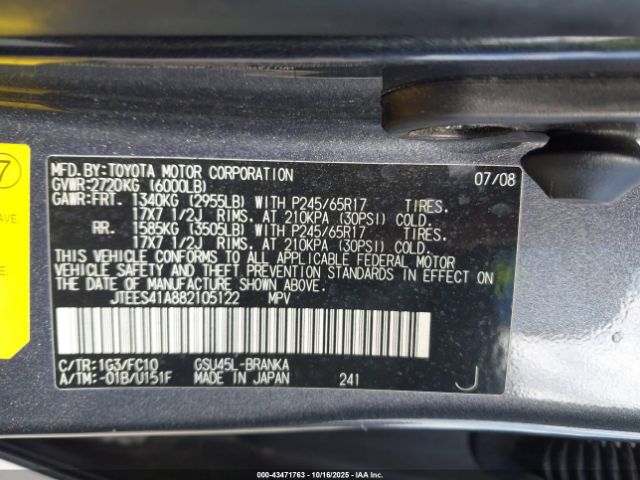 7
MFD.BY:TOYOTA MOTOR CORPORATION 07/08
GVWR:2720KG (6000LB)
GAWR:FRT. 1340KG (2955LB) WITH P245/65R17 TIRES.
17X7 1/2J RIMS. AT 210KPA (30PSI) COLD.
RR. 1585KG (3505LB) WITH P245/65R17 TIRES.
17X7 1/2J RIMS. AT 210KPA (30PSI) COLD.
THIS VEHICLE CONFORMS TO ALL APPLICABLE FEDERAL MOTOR
VEHICLE SAFETY AND THEFT PREVENTION STANDARDS IN EFFECT
ON THE DATE OF MANUFACTURE SHOWN ABOVE.
JTEES41A882105122 MPV
C/TR:1G3/FC10 GSU45L-BRANKA
A/TM:-01B/U151F MADE IN JAPAN 241 J
000-43471763 - 10/16/2025 - IAAI.COM